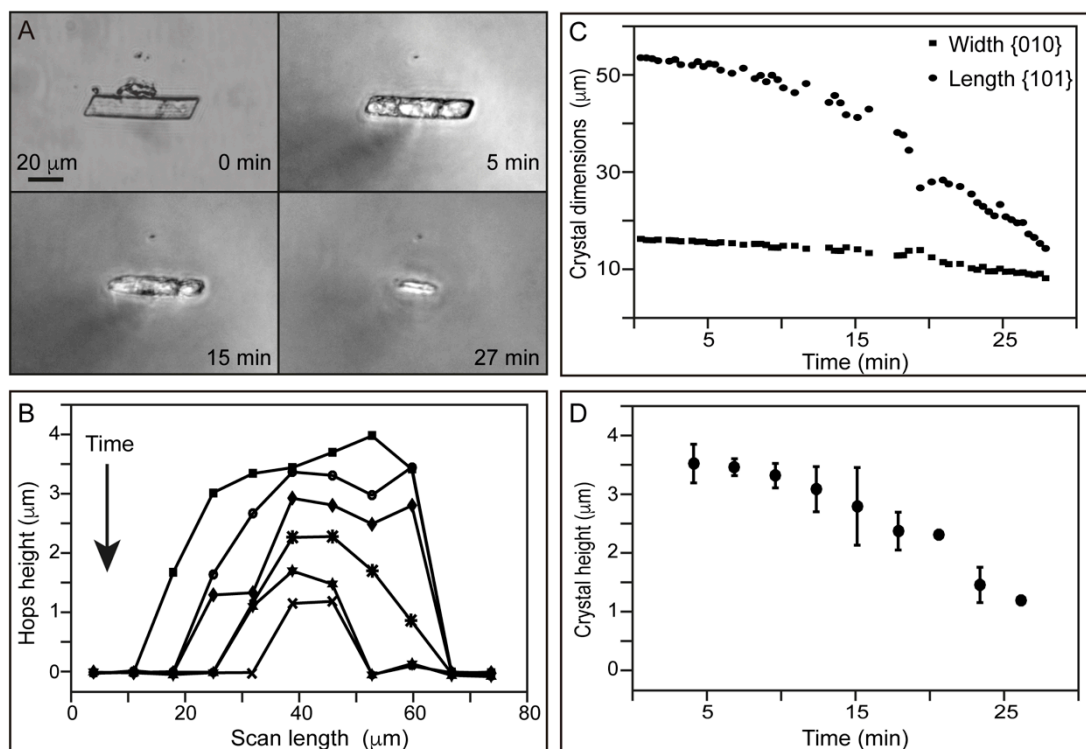 A
0 min
20 μm
5 min
15 min
27 min
B
Time
4
3
2
1
0
Hops height (μm)
0 20 40 60 80
Scan length (μm)
C
Width {010}
Length {101}
50
30
10
Crystal dimensions (μm)
5 15 25
Time (min)
D
4
3
2
1
0
Crystal height (μm)
5 15 25
Time (min)